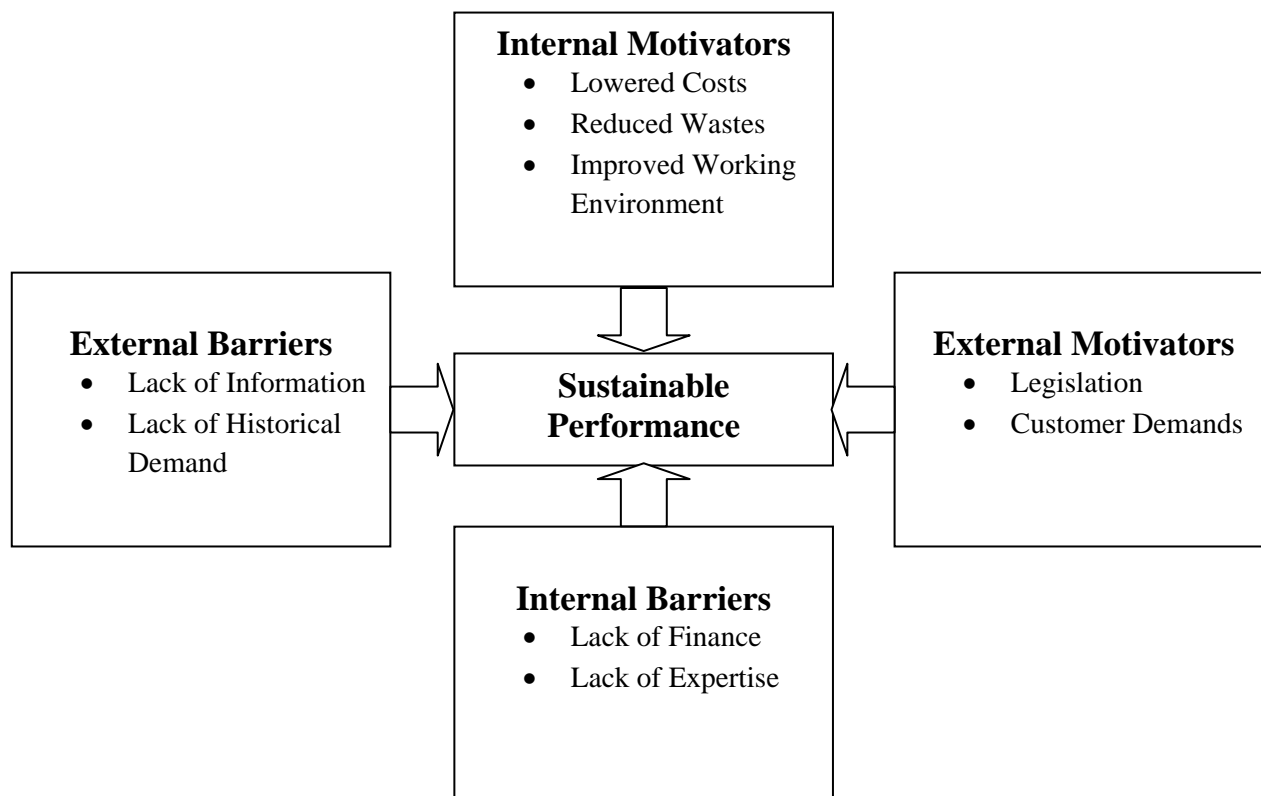 Internal Motivators
• Lowered Costs
• Reduced Wastes
• Improved Working
Environment
External Barriers
• Lack of Information
• Lack of Historical
Demand
Sustainable
Performance
External Motivators
• Legislation
• Customer Demands
Internal Barriers
• Lack of Finance
• Lack of Expertise